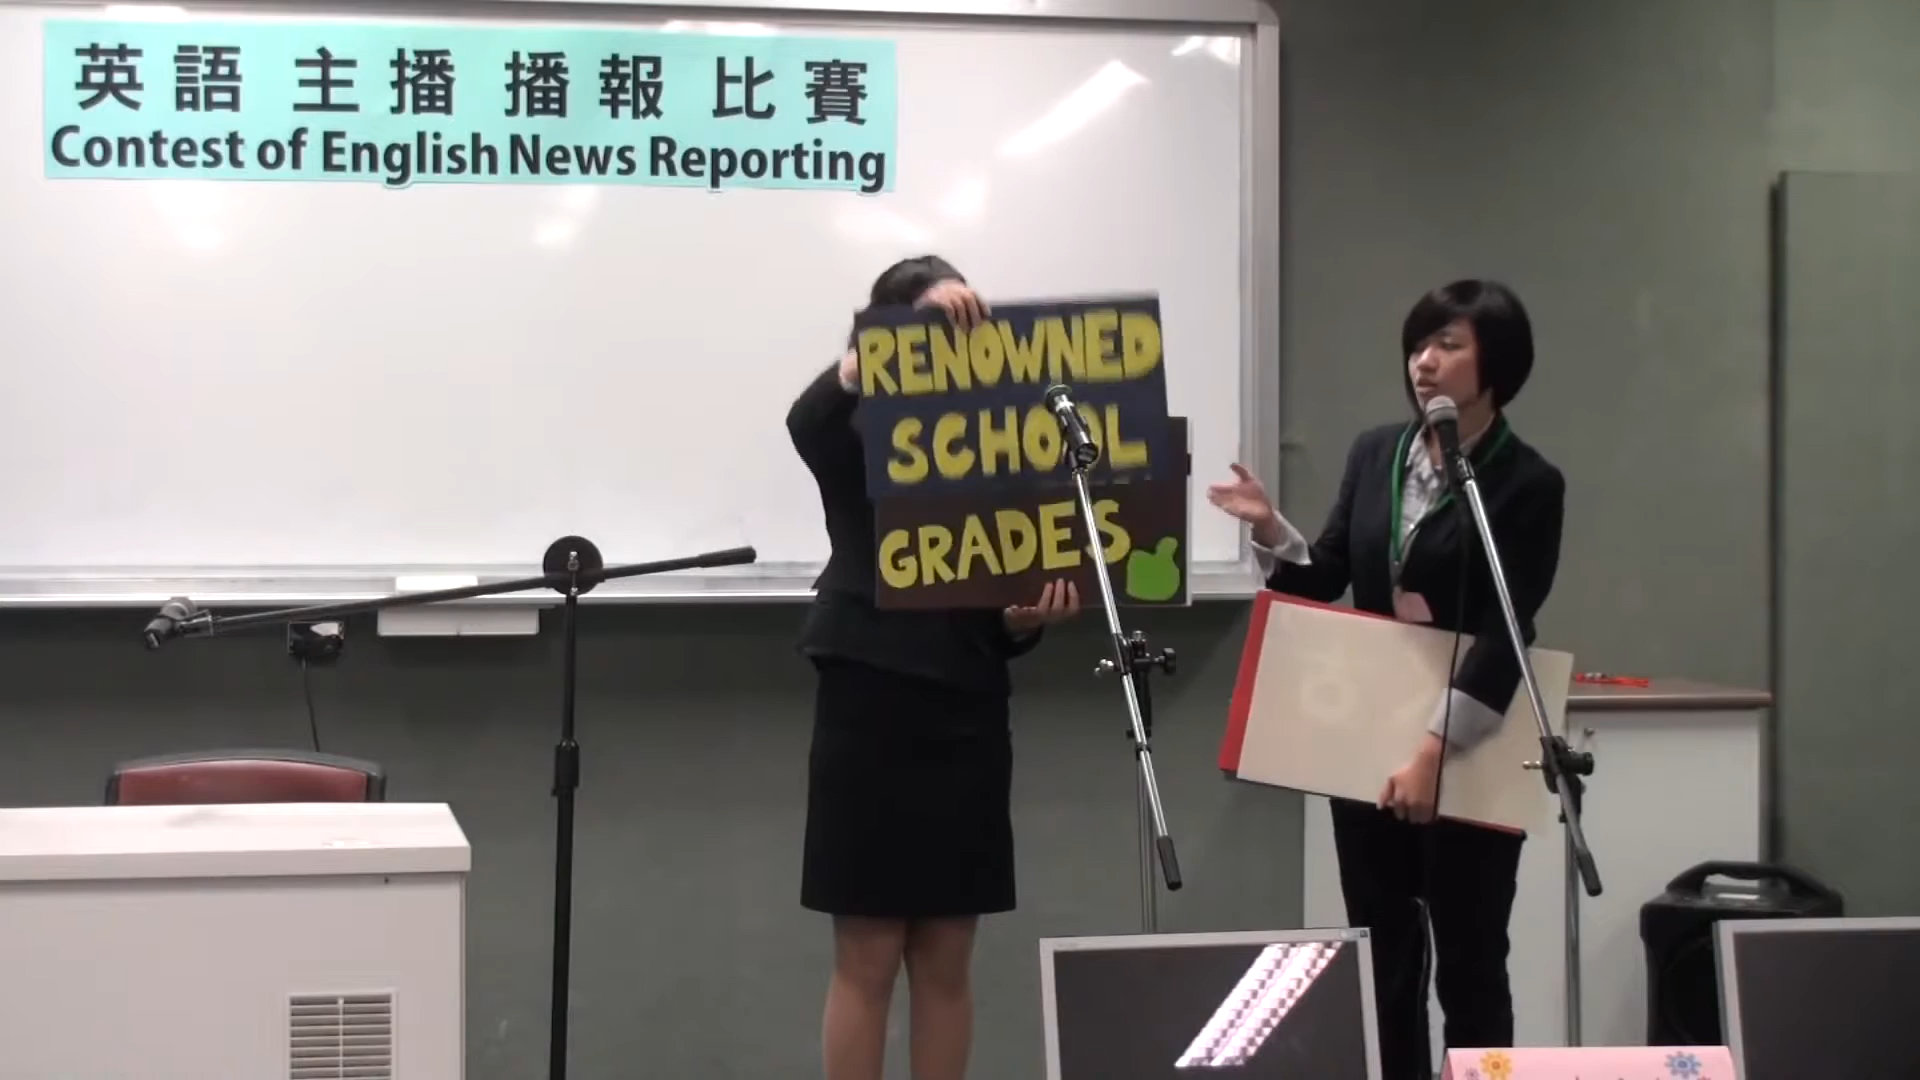 英語 主播 播報 比賽
Contest of English News Reporting
RENOWNED
SCHOOL
GRADES